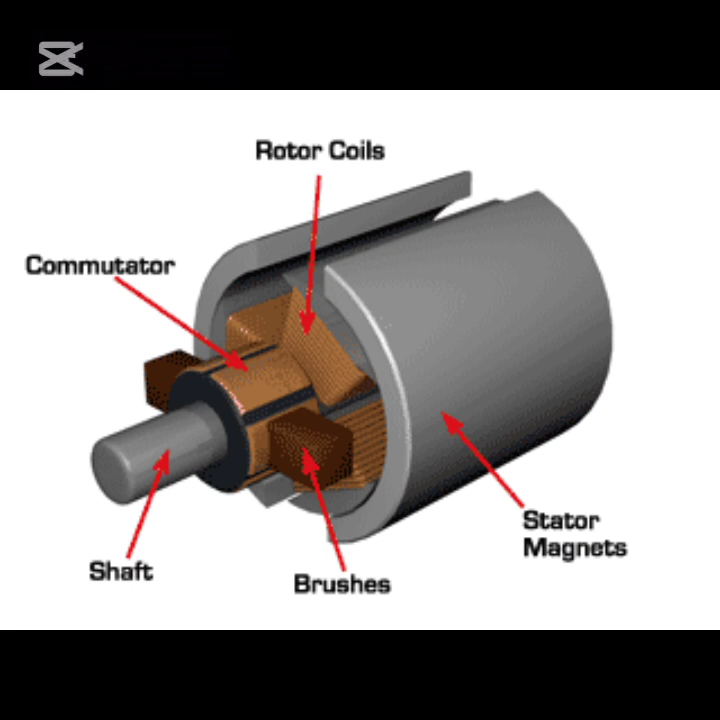 Rotor Coils
Commutator
Stator
Magnets
Shaft
Brushes